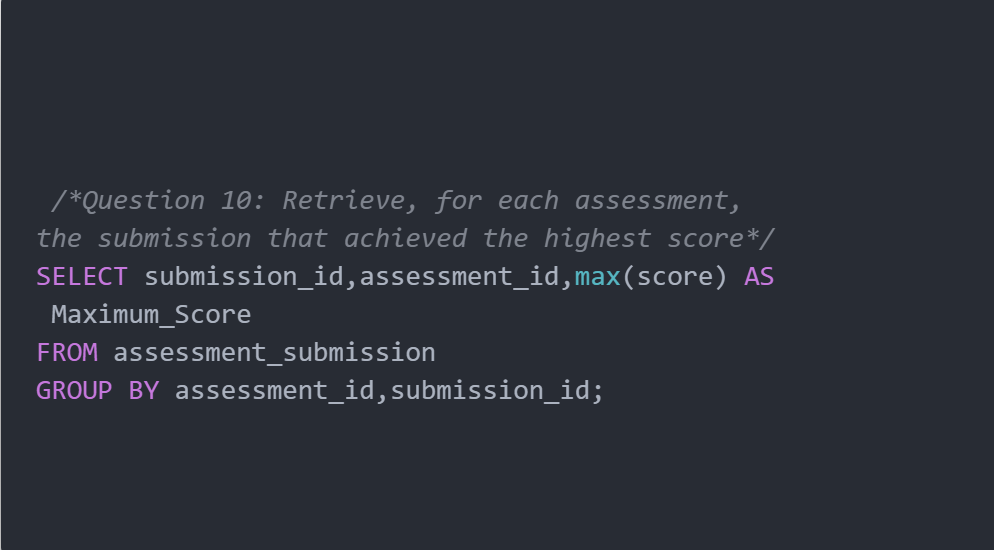 /*Question 10: Retrieve, for each assessment,
the submission that achieved the highest score*/
SELECT submission_id,assessment_id,max(score) AS
Maximum_Score
FROM assessment_submission
GROUP BY assessment_id,submission_id;